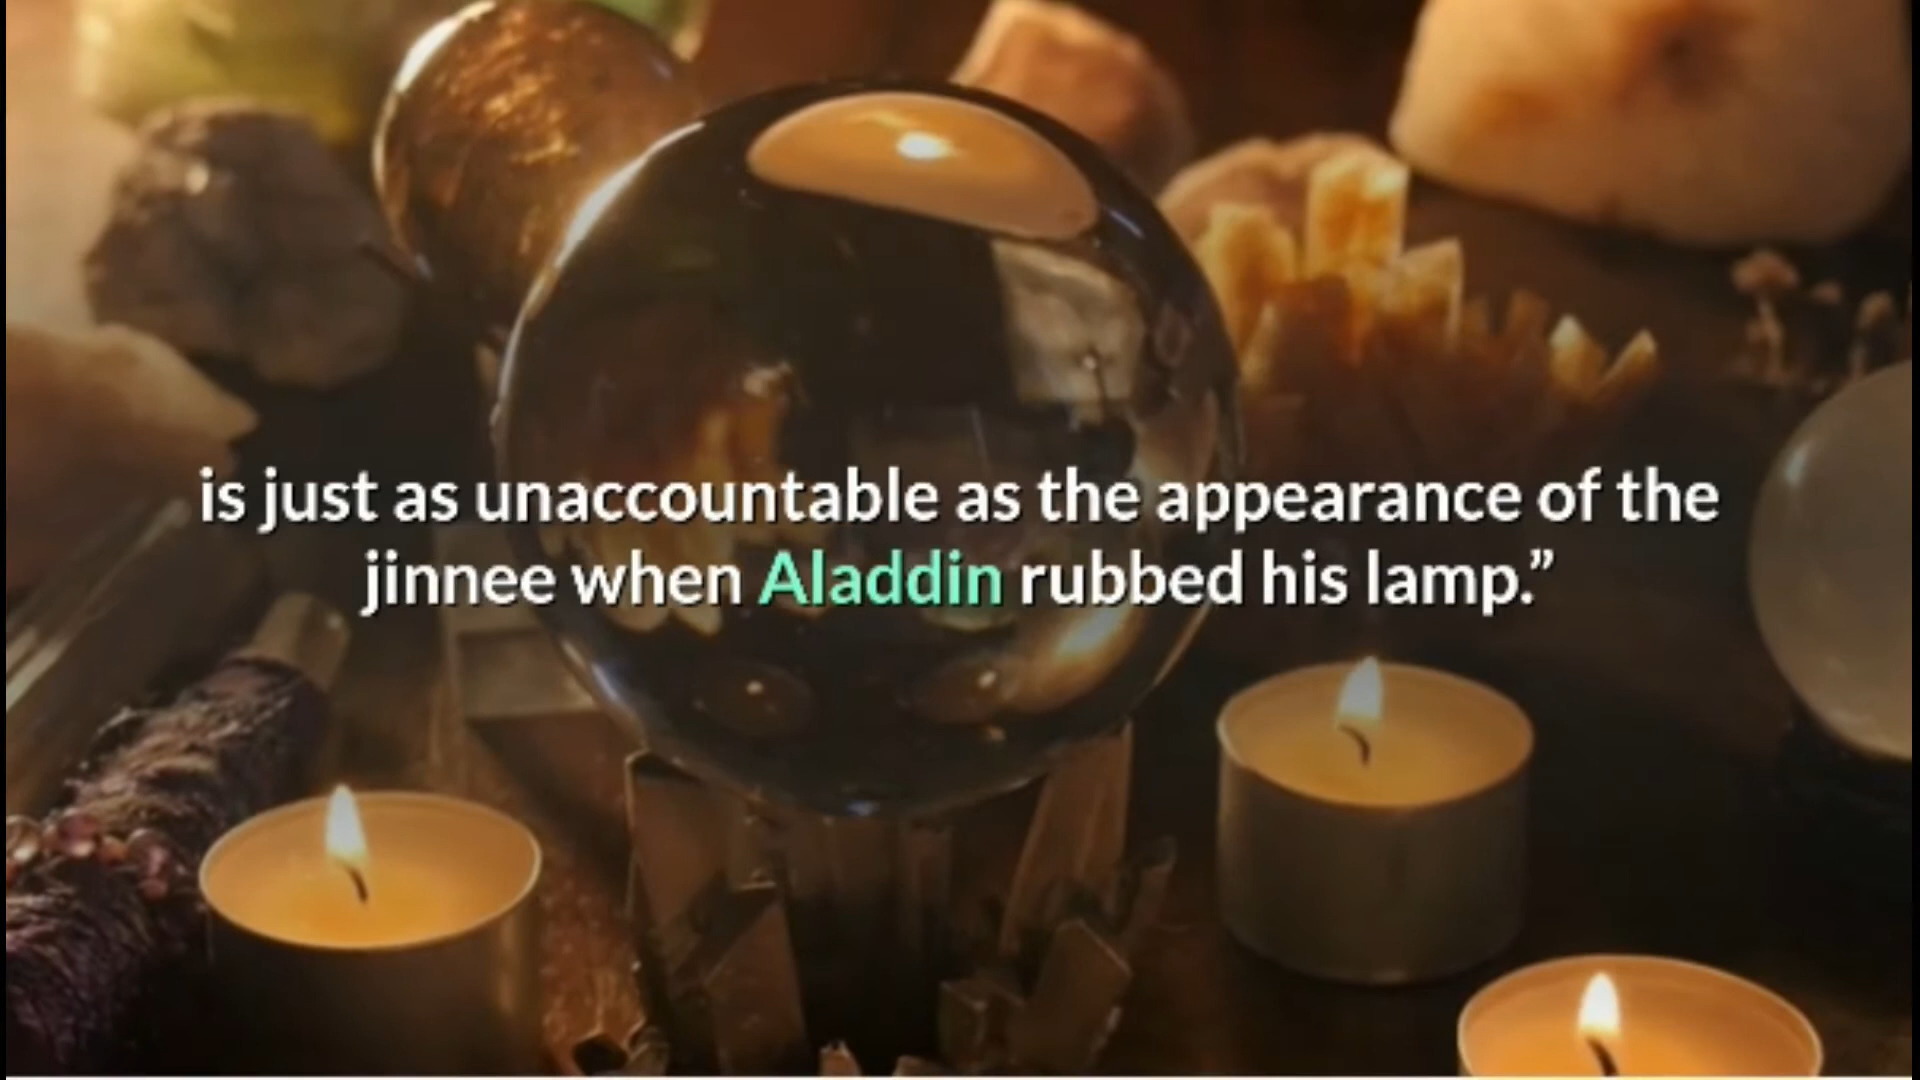 is just as unaccountable as the appearance of the
jinnee when Aladdin rubbed his lamp.”